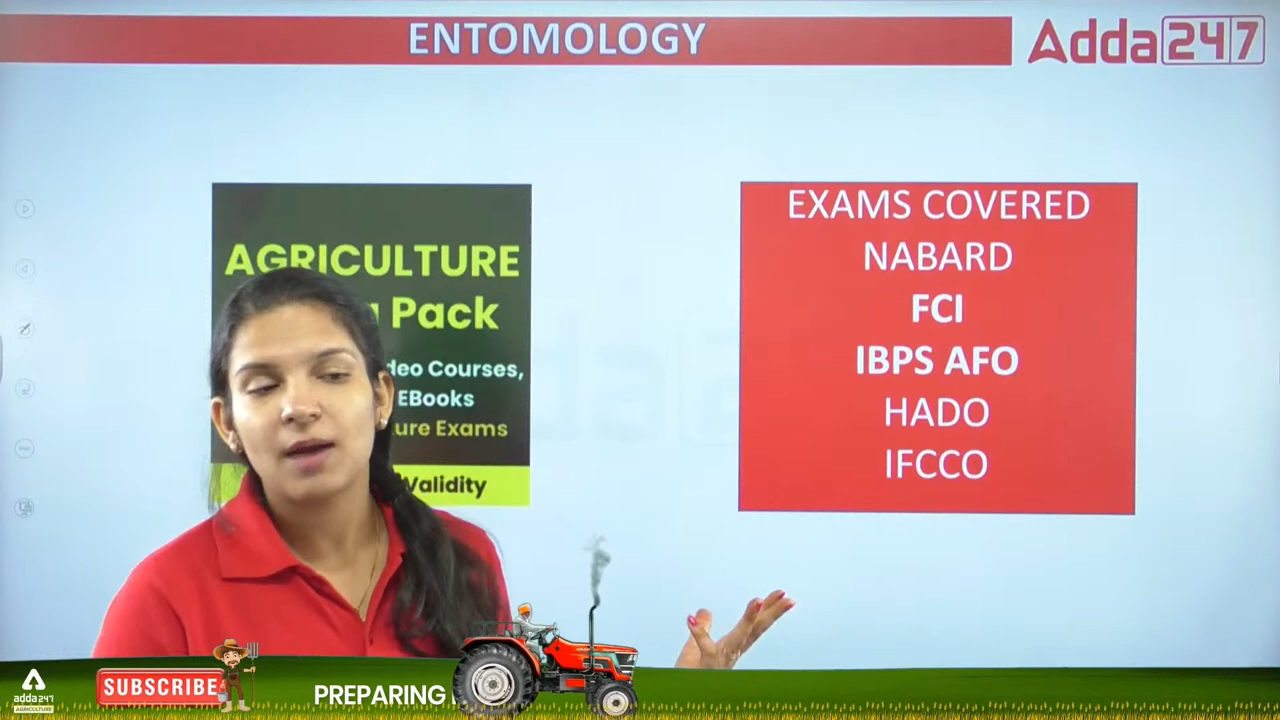 ENTOMOLOGY
Adda247
AGRICULTURE
Pack
deo Courses,
EBooks
ure Exams
Validity
EXAMS COVERED
NABARD
FCI
IBPS AFO
HADO
IFCCO
adda247
AGRICULTURE
SUBSCRIBE
PREPARING